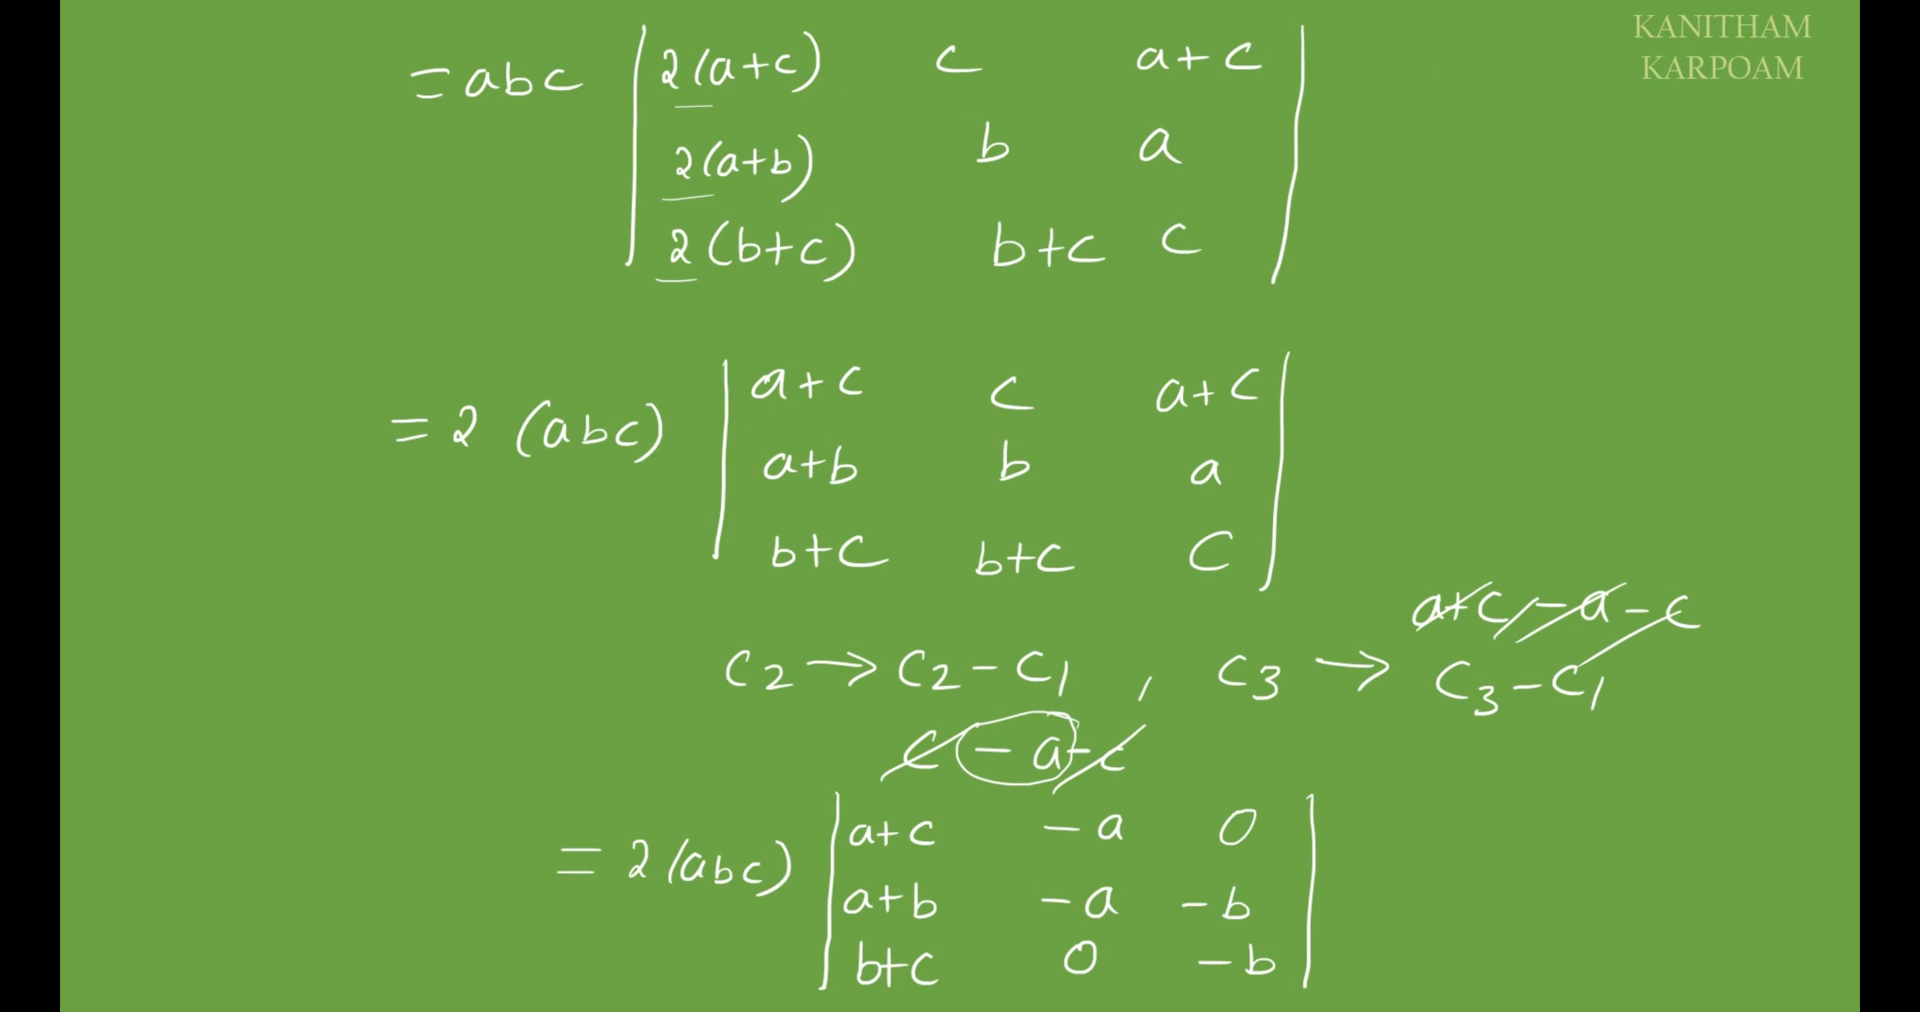 KANITHAM
KARPOAM
= abc | 2(a+c) c a+c |
2(a+b) b a
2(b+c) b+c c
= 2 (abc) | a+c c a+c |
a+b b a
b+c b+c c
a+c - a - c
C2 → C2 - C1 , C3 → C3 - C1
c - a - c
= 2 (abc) | a+c - a 0 |
a+b - a - b
b+c 0 - b